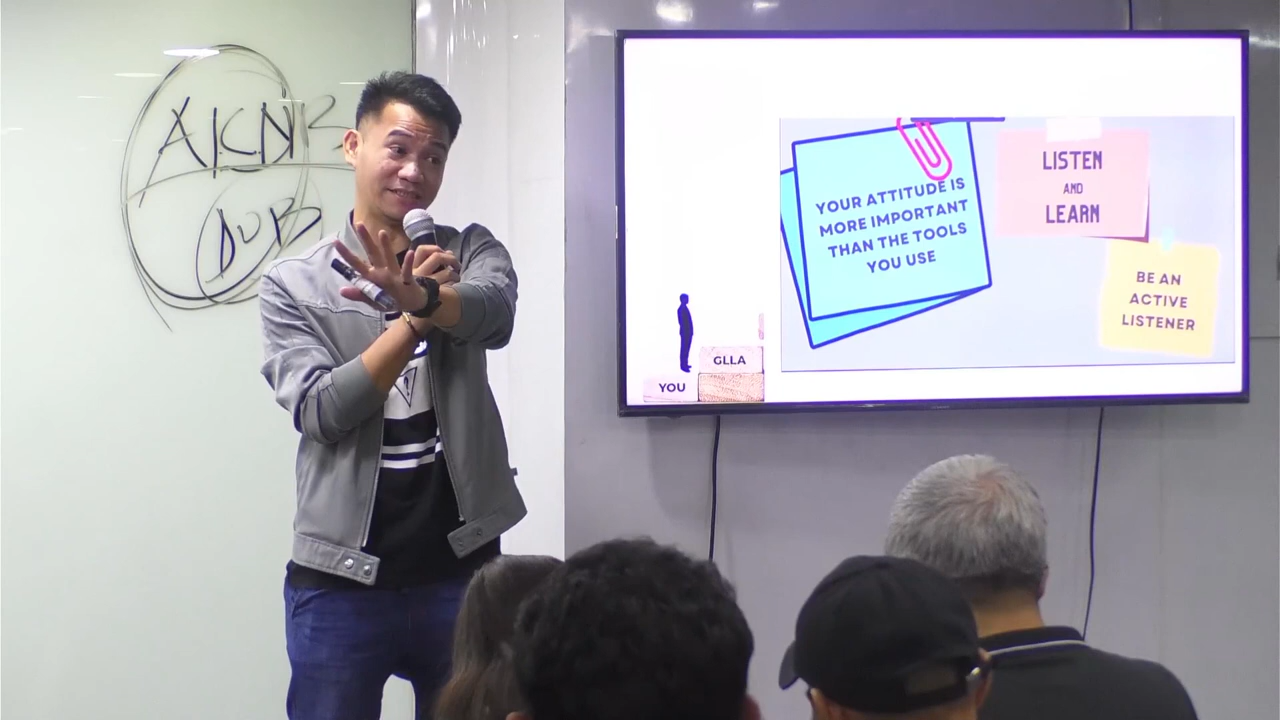 YOUR ATTITUDE IS
MORE IMPORTANT
THAN THE TOOLS
YOU USE
LISTEN
AND
LEARN
BE AN
ACTIVE
LISTENER
GLLA
YOU